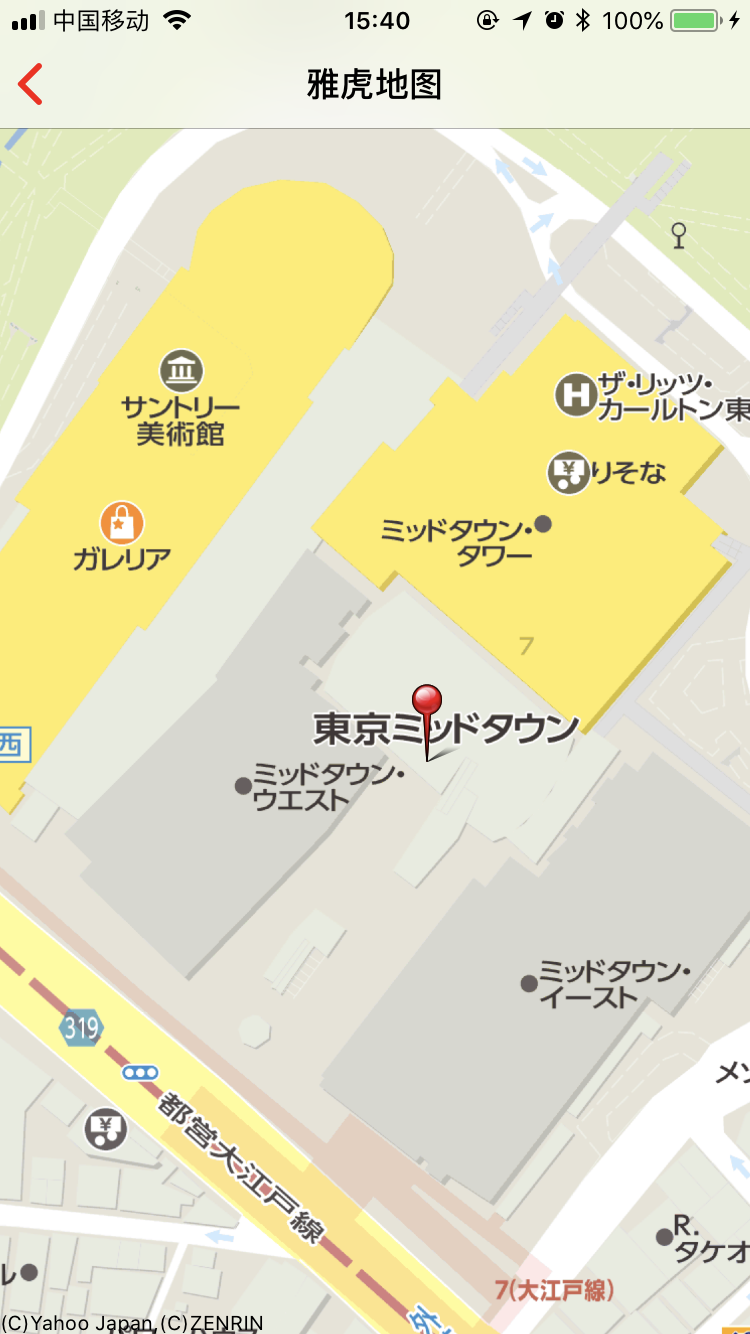 中国移动
15:40
100%
雅虎地图
サントリー
美術館
ガレリア
ザ・リッツ・
カールトン東
¥
りそな
ミッドタウン・
タワー
7
東京ミッドタウン
西
ミッドタウン・
ウエスト
ミッドタウン・
イースト
319
¥
都営大江戸線
R.
タケオ
7(大江戸線)
(C)Yahoo Japan,(C)ZENRIN